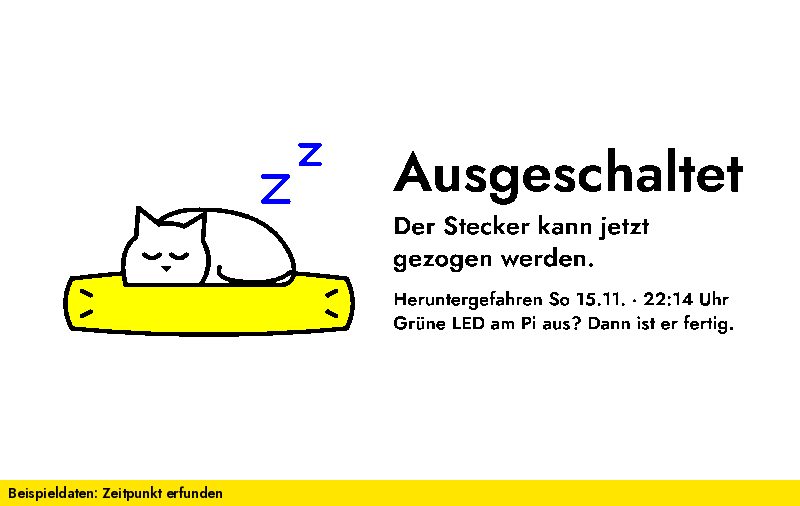 z
z
Ausgeschaltet
Der Stecker kann jetzt
gezogen werden.
Heruntergefahren So 15.11. · 22:14 Uhr
Grüne LED am Pi aus? Dann ist er fertig.
Beispieldaten: Zeitpunkt erfunden